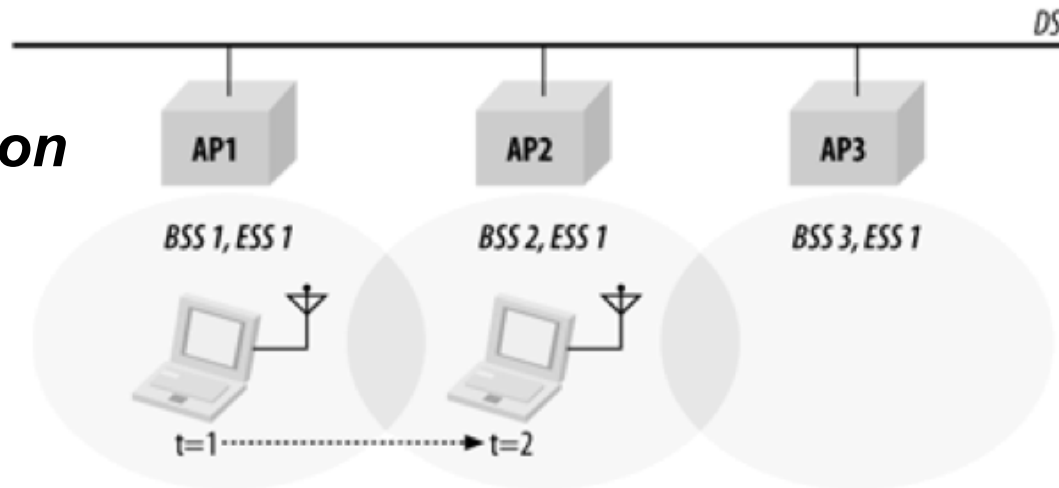 DS
on
AP1
AP2
AP3
BSS 1, ESS 1
BSS 2, ESS 1
BSS 3, ESS 1
t=1
t=2